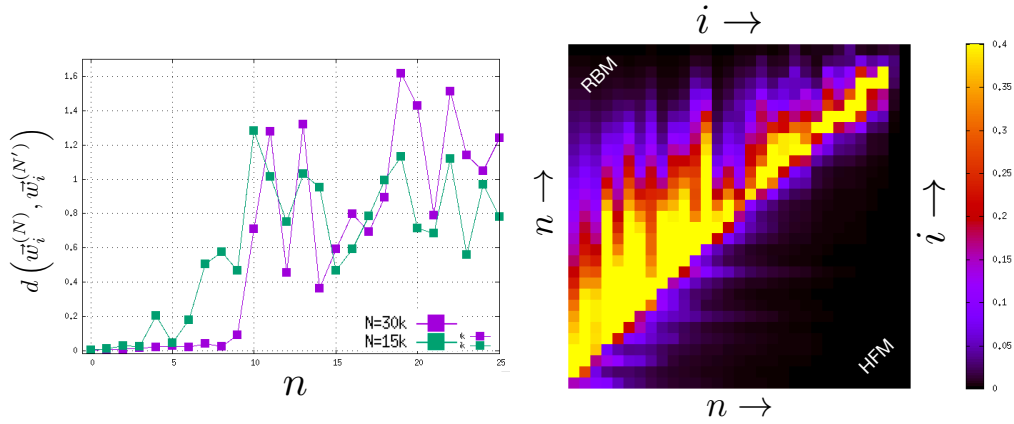 d(w⃗ᵢ⁽ᴺ⁾, w⃗ᵢ⁽ᴺ′⁾)
1,6
1,4
1,2
1
0,8
0,6
0,4
0,2
0
N=30k
N=15k
0 5 10 15 20 25
n
i →
RBM
n →
i →
HFM
n →
0.4
0.35
0.3
0.25
0.2
0.15
0.1
0.05
0